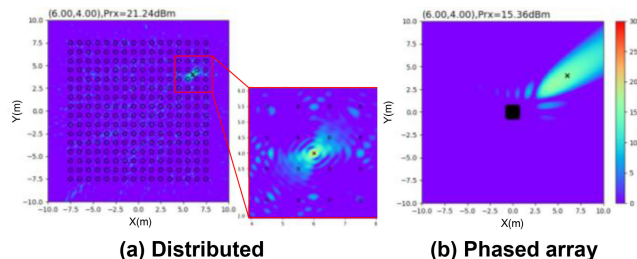 (6.00,4.00),Prx=21.24dBm
10.0
7.5
5.0
2.5
0.0
−2.5
−5.0
−7.5
−10.0
Y(m)
−10.0 −7.5 −5.0 −2.5 0.0 2.5 5.0 7.5 10.0
X(m)
4 5 6 7 8
(6.00,4.00),Prx=15.36dBm
10.0
7.5
5.0
2.5
0.0
−2.5
−5.0
−7.5
−10.0
Y(m)
−10.0 −7.5 −5.0 −2.5 0.0 2.5 5.0 7.5 10.0
X(m)
30
25
20
15
10
5
0
(a) Distributed
(b) Phased array